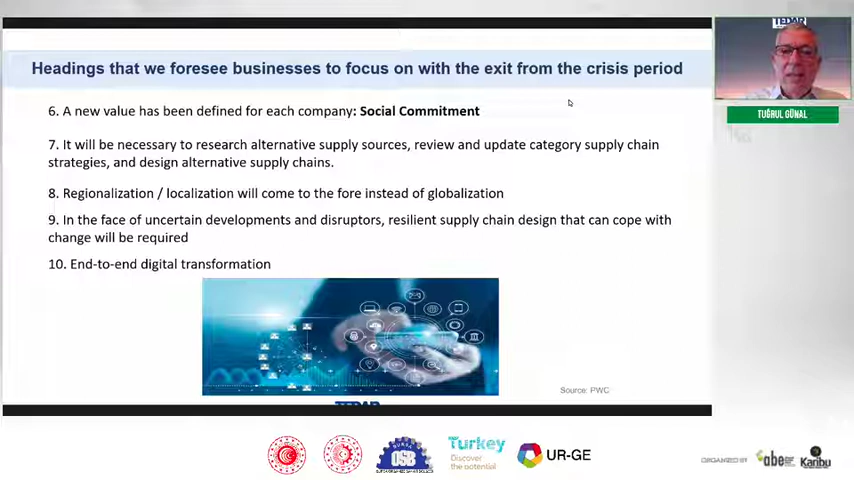 TEDAR
Headings that we foresee businesses to focus on with the exit from the crisis period
TUĞRUL GÜNAL
6. A new value has been defined for each company: Social Commitment
7. It will be necessary to research alternative supply sources, review and update category supply chain
strategies, and design alternative supply chains.
8. Regionalization / localization will come to the fore instead of globalization
9. In the face of uncertain developments and disruptors, resilient supply chain design that can cope with
change will be required
10. End-to-end digital transformation
Source: PWC
TEDAR
OSB
Turkey
Discover
the potential
UR-GE
ORGANIZED BY
abe
Karibu